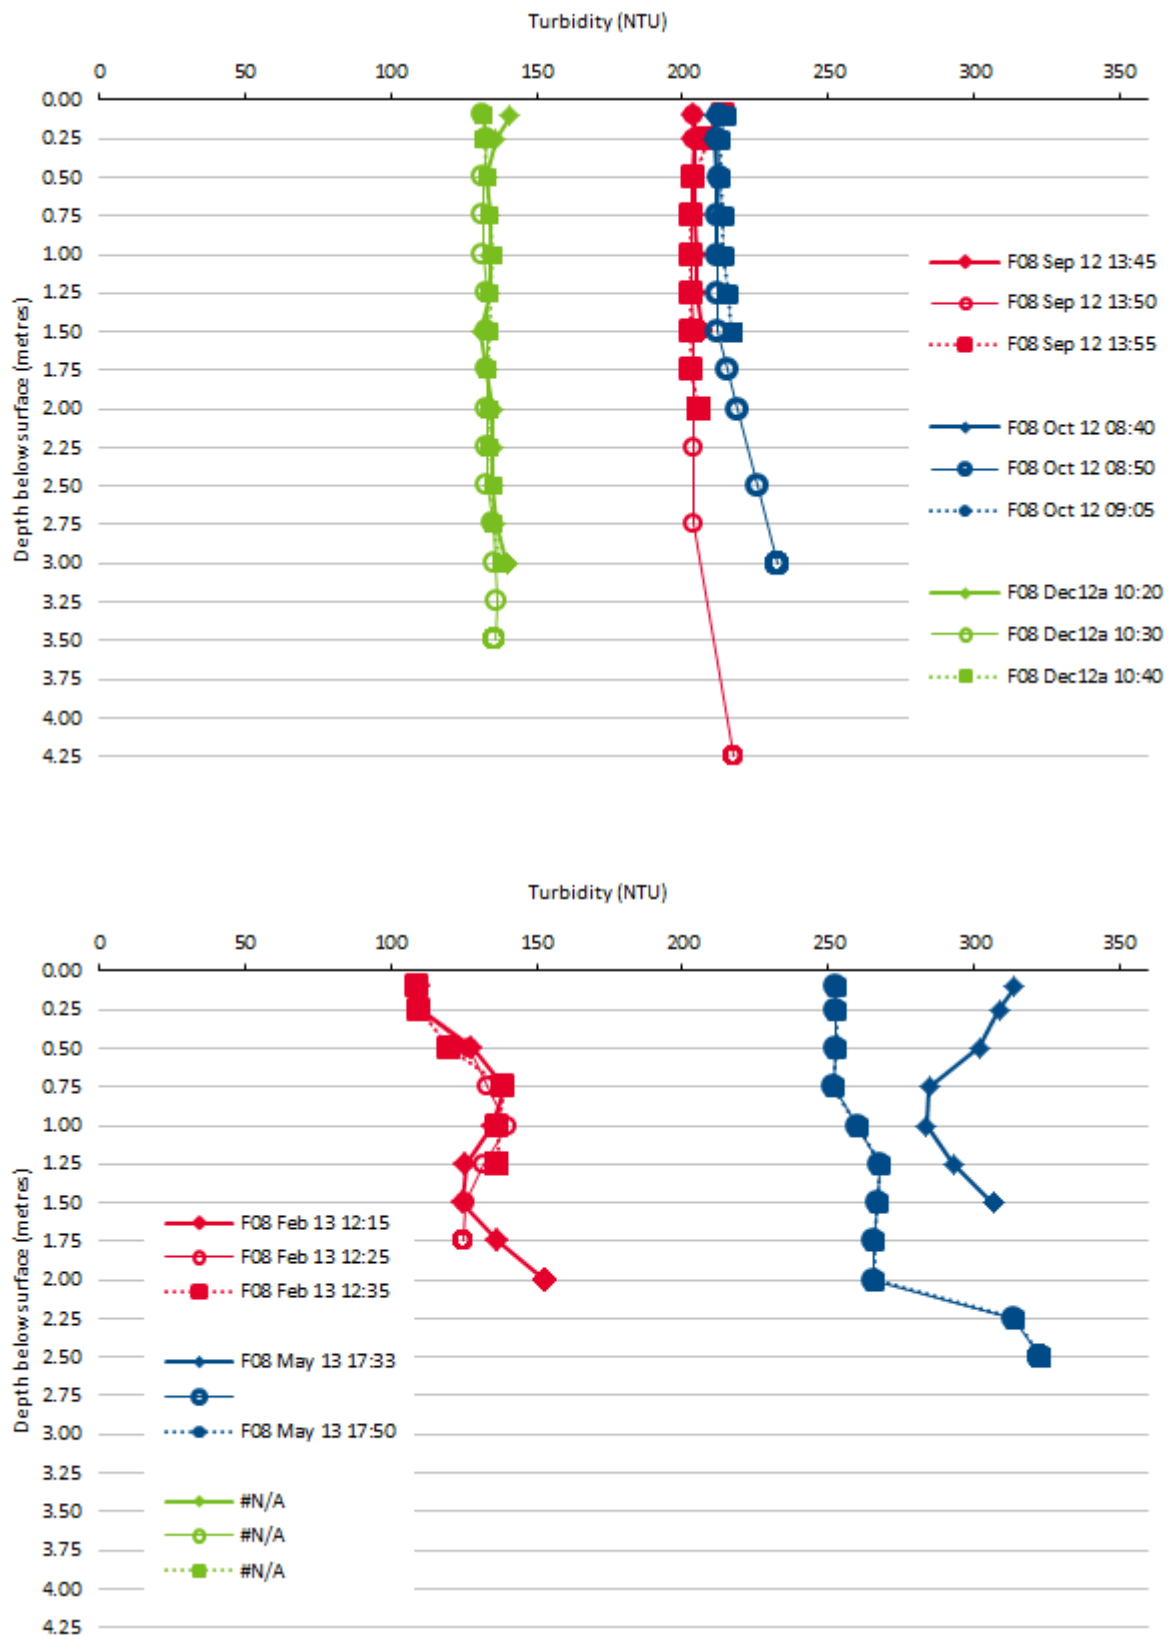 Turbidity (NTU)
0 50 100 150 200 250 300 350
0.00
0.25
0.50
0.75
1.00
1.25
1.50
1.75
2.00
2.25
2.50
2.75
3.00
3.25
3.50
3.75
4.00
4.25
Depth below surface (metres)
F08 Sep 12 13:45
F08 Sep 12 13:50
F08 Sep 12 13:55
F08 Oct 12 08:40
F08 Oct 12 08:50
F08 Oct 12 09:05
F08 Dec12a 10:20
F08 Dec12a 10:30
F08 Dec12a 10:40
Turbidity (NTU)
0 50 100 150 200 250 300 350
0.00
0.25
0.50
0.75
1.00
1.25
1.50
1.75
2.00
2.25
2.50
2.75
3.00
3.25
3.50
3.75
4.00
4.25
Depth below surface (metres)
F08 Feb 13 12:15
F08 Feb 13 12:25
F08 Feb 13 12:35
F08 May 13 17:33
F08 May 13 17:50
#N/A
#N/A
#N/A